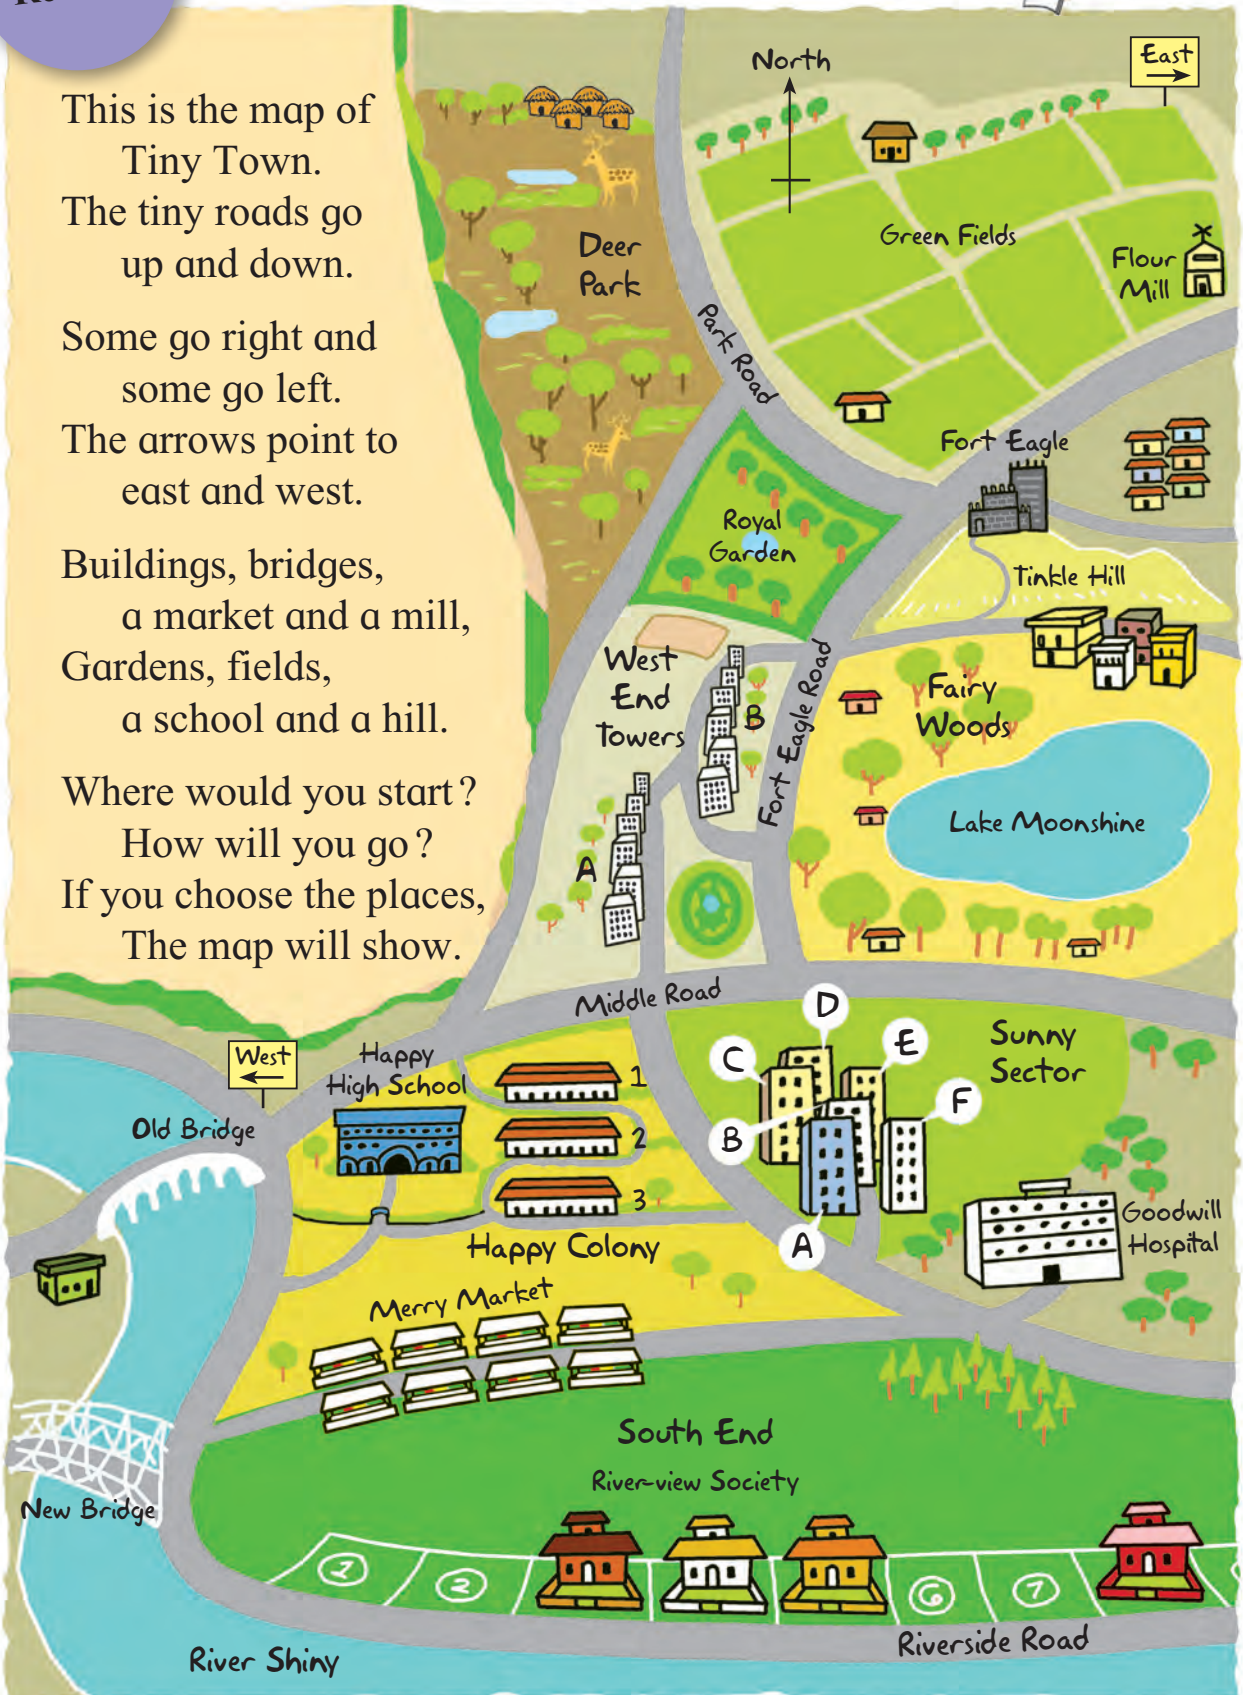 This is the map of
Tiny Town.
The tiny roads go
up and down.
Some go right and
some go left.
The arrows point to
east and west.
Buildings, bridges,
a market and a mill,
Gardens, fields,
a school and a hill.
Where would you start?
How will you go?
If you choose the places,
The map will show.
North
East
Deer
Park
Green Fields
Flour
Mill
Park Road
Fort Eagle
Royal
Garden
Tinkle Hill
West
End
Towers
B
Fort Eagle Road
Fairy
Woods
Lake Moonshine
A
Middle Road
D
Sunny
Sector
C
E
F
B
A
West
Happy
High School
1
2
3
Old Bridge
Goodwill
Hospital
Happy Colony
Merry Market
South End
River-view Society
New Bridge
1
2
6
7
Riverside Road
River Shiny